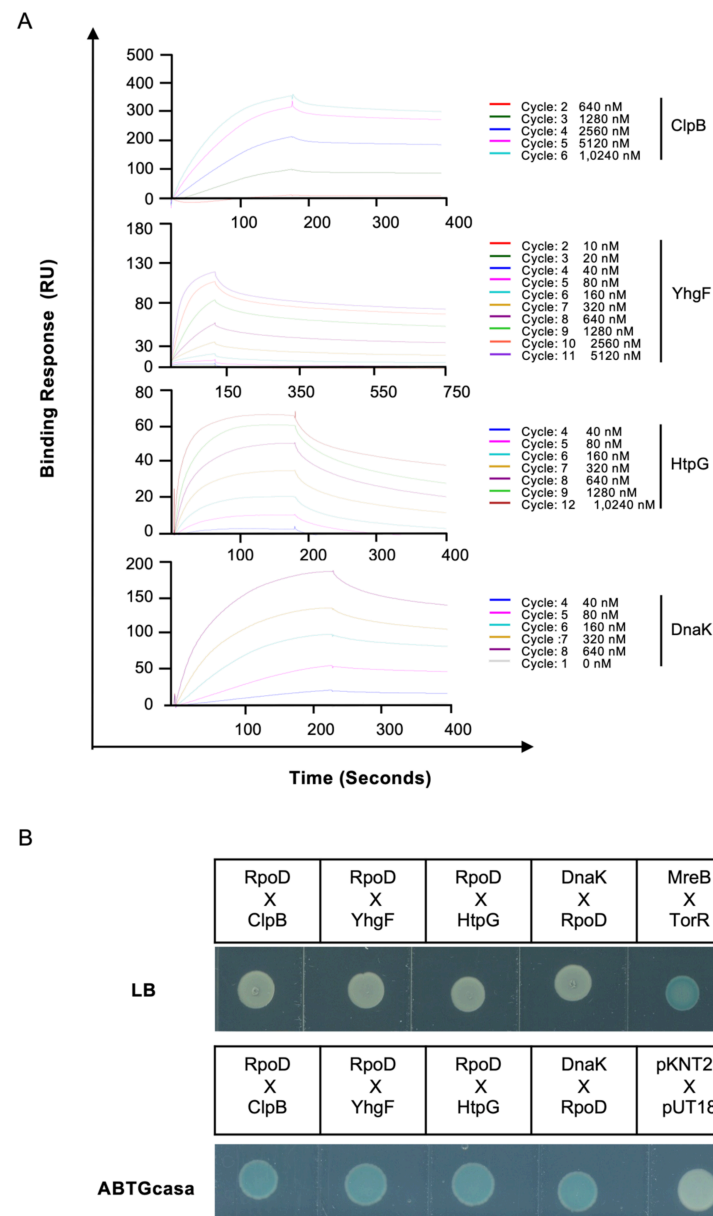 A
Binding Response (RU)
500
400
300
200
100
0
100
200
300
400
Cycle: 2 640 nM
Cycle: 3 1280 nM
Cycle: 4 2560 nM
Cycle: 5 5120 nM
Cycle: 6 1,0240 nM
ClpB
180
130
80
30
0
150
350
550
750
Cycle: 2 10 nM
Cycle: 3 20 nM
Cycle: 4 40 nM
Cycle: 5 80 nM
Cycle: 6 160 nM
Cycle: 7 320 nM
Cycle: 8 640 nM
Cycle: 9 1280 nM
Cycle: 10 2560 nM
Cycle: 11 5120 nM
YhgF
80
60
40
20
0
100
200
300
400
Cycle: 4 40 nM
Cycle: 5 80 nM
Cycle: 6 160 nM
Cycle: 7 320 nM
Cycle: 8 640 nM
Cycle: 9 1280 nM
Cycle: 12 1,0240 nM
HtpG
200
150
100
50
0
100
200
300
400
Cycle: 4 40 nM
Cycle: 5 80 nM
Cycle: 6 160 nM
Cycle :7 320 nM
Cycle: 8 640 nM
Cycle: 1 0 nM
DnaK
Time (Seconds)
B
RpoD X ClpB
RpoD X YhgF
RpoD X HtpG
DnaK X RpoD
MreB X TorR
LB
RpoD X ClpB
RpoD X YhgF
RpoD X HtpG
DnaK X RpoD
pKNT2 X pUT18
ABTGcasa